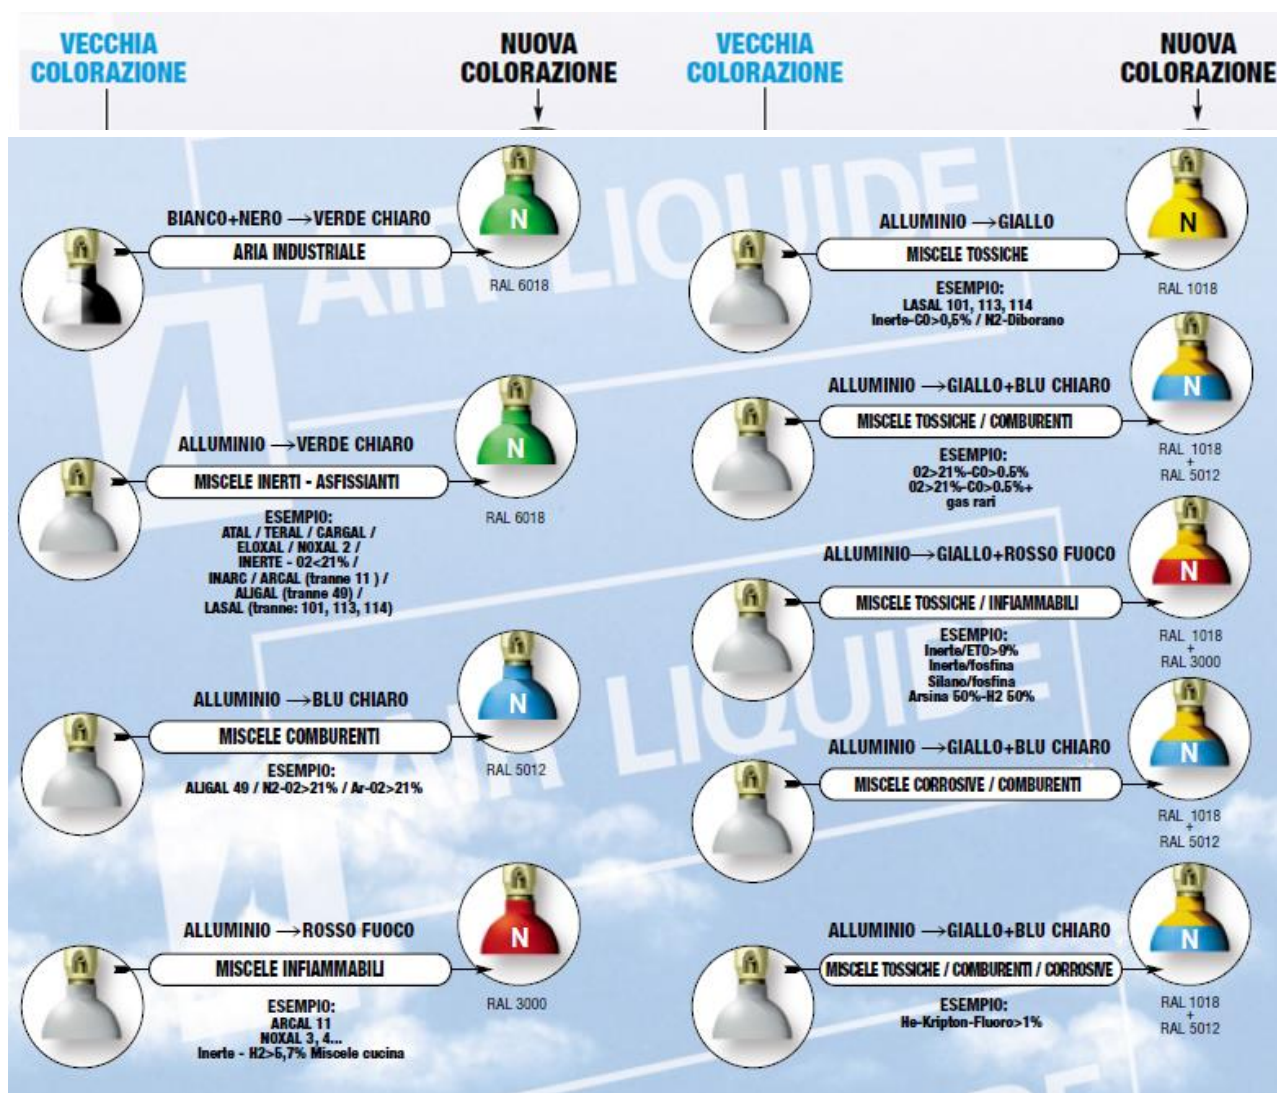 VECCHIA
COLORAZIONE
NUOVA
COLORAZIONE
VECCHIA
COLORAZIONE
NUOVA
COLORAZIONE
AIR LIQUIDE
AIR LIQUIDE
BIANCO+NERO → VERDE CHIARO
ARIA INDUSTRIALE
N
RAL 6018
ALLUMINIO → VERDE CHIARO
MISCELE INERTI - ASFISSIANTI
ESEMPIO:
ATAL / TERAL / CARGAL /
ELOXAL / NOXAL 2 /
INERTE - O2<21% /
INARC / ARCAL (tranne 11 ) /
ALIGAL (tranne 49) /
LASAL (tranne: 101, 113, 114)
N
RAL 6018
ALLUMINIO → BLU CHIARO
MISCELE COMBURENTI
ESEMPIO:
ALIGAL 49 / N2-O2>21% / Ar-O2>21%
N
RAL 5012
ALLUMINIO → ROSSO FUOCO
MISCELE INFIAMMABILI
ESEMPIO:
ARCAL 11
NOXAL 3, 4...
Inerte - H2>5,7% Miscele cucina
N
RAL 3000
ALLUMINIO → GIALLO
MISCELE TOSSICHE
ESEMPIO:
LASAL 101, 113, 114
Inerte-CO>0,5% / N2-Diborano
N
RAL 1018
ALLUMINIO → GIALLO+BLU CHIARO
MISCELE TOSSICHE / COMBURENTI
ESEMPIO:
O2>21%-CO>0.5%
O2>21%-CO>0.5%+
gas rari
N
RAL 1018
+
RAL 5012
ALLUMINIO → GIALLO+ROSSO FUOCO
MISCELE TOSSICHE / INFIAMMABILI
ESEMPIO:
Inerte/ETO>9%
Inerte/fosfina
Silano/fosfina
Arsina 50%-H2 50%
N
RAL 1018
+
RAL 3000
ALLUMINIO → GIALLO+BLU CHIARO
MISCELE CORROSIVE / COMBURENTI
N
RAL 1018
+
RAL 5012
ALLUMINIO → GIALLO+BLU CHIARO
MISCELE TOSSICHE / COMBURENTI / CORROSIVE
ESEMPIO:
He-Kripton-Fluoro>1%
N
RAL 1018
+
RAL 5012